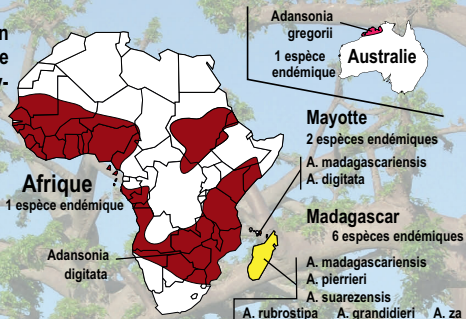 n
e
y-
Adansonia
gregorii
1 espèce
endémique
Australie
Mayotte
2 espèces endémiques
A. madagascariensis
A. digitata
Afrique
1 espèce endémique
Adansonia
digitata
Madagascar
6 espèces endémiques
A. madagascariensis
A. pierrieri
A. suarezensis
A. rubrostipa A. grandidieri A. za